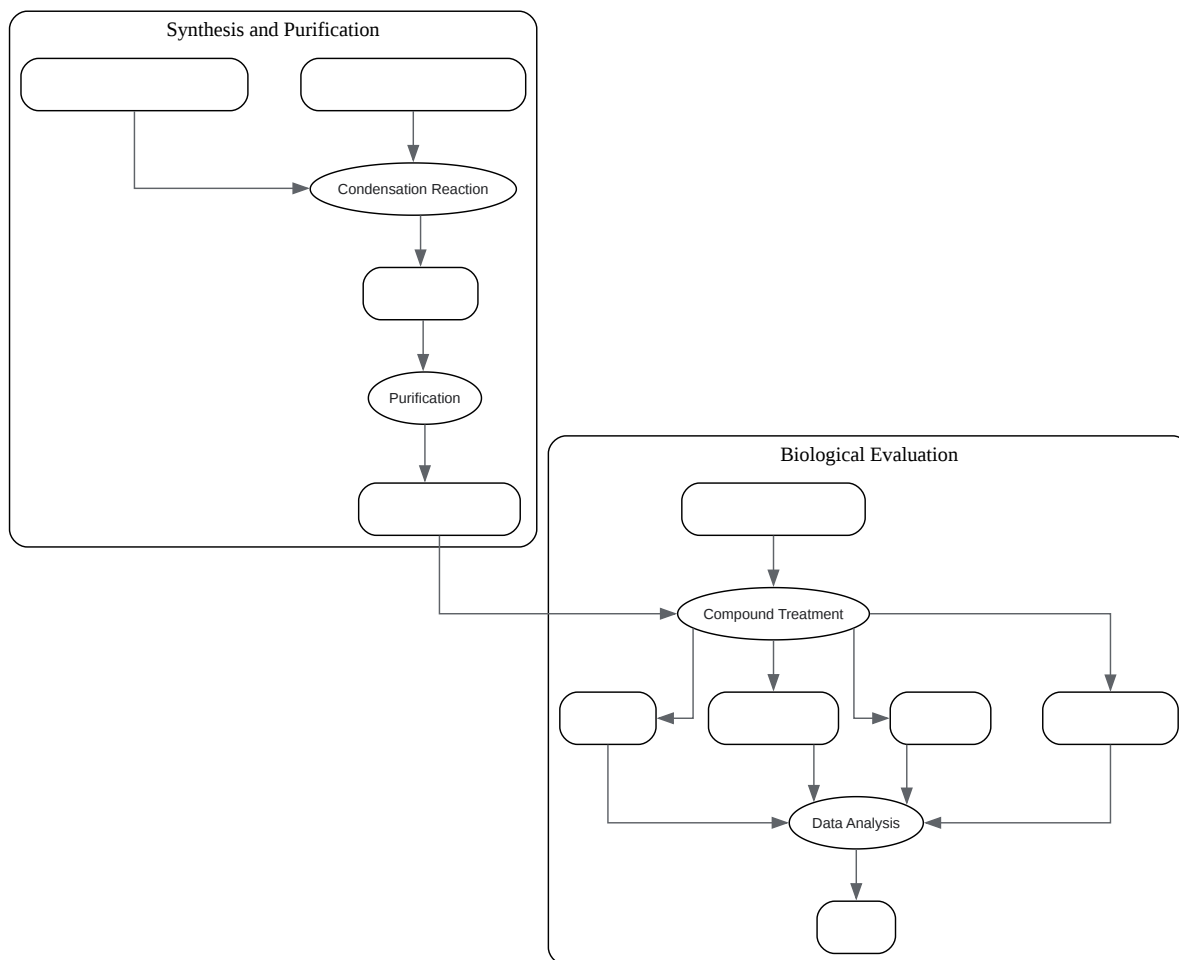 Synthesis and Purification
Condensation Reaction
Purification
Biological Evaluation
Compound Treatment
Data Analysis